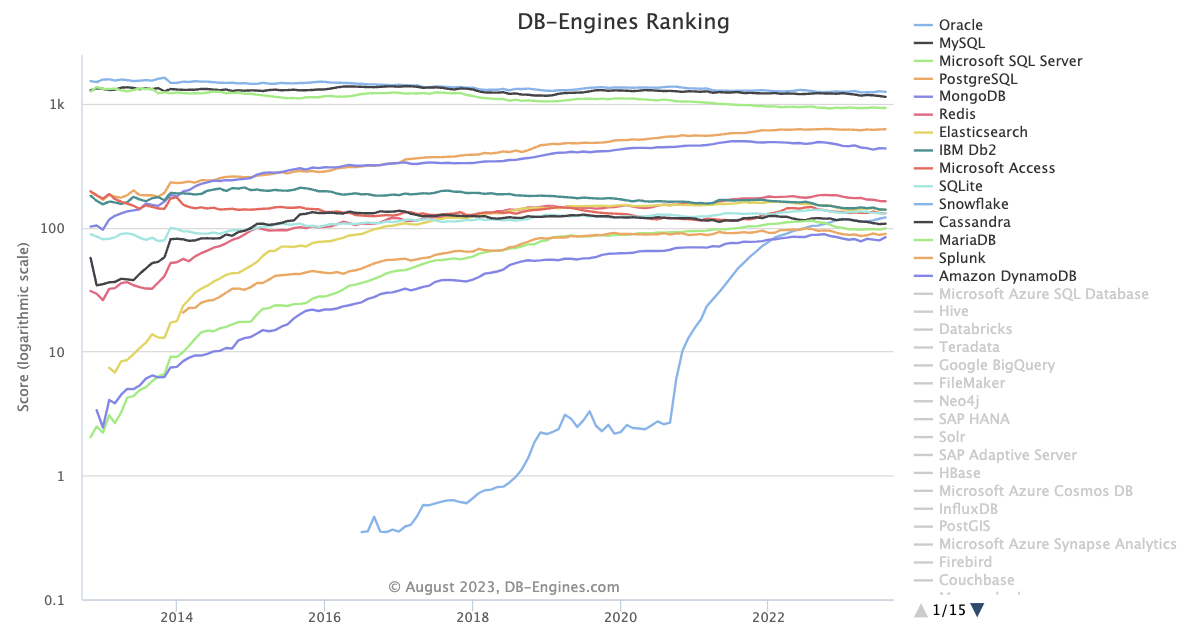 DB-Engines Ranking
Score (logarithmic scale)
1k
100
10
1
0.1
2014
2016
2018
2020
2022
© August 2023, DB-Engines.com
Oracle
MySQL
Microsoft SQL Server
PostgreSQL
MongoDB
Redis
Elasticsearch
IBM Db2
Microsoft Access
SQLite
Snowflake
Cassandra
MariaDB
Splunk
Amazon DynamoDB
Microsoft Azure SQL Database
Hive
Databricks
Teradata
Google BigQuery
FileMaker
Neo4j
SAP HANA
Solr
SAP Adaptive Server
HBase
Microsoft Azure Cosmos DB
InfluxDB
PostGIS
Microsoft Azure Synapse Analytics
Firebird
Couchbase
1/15